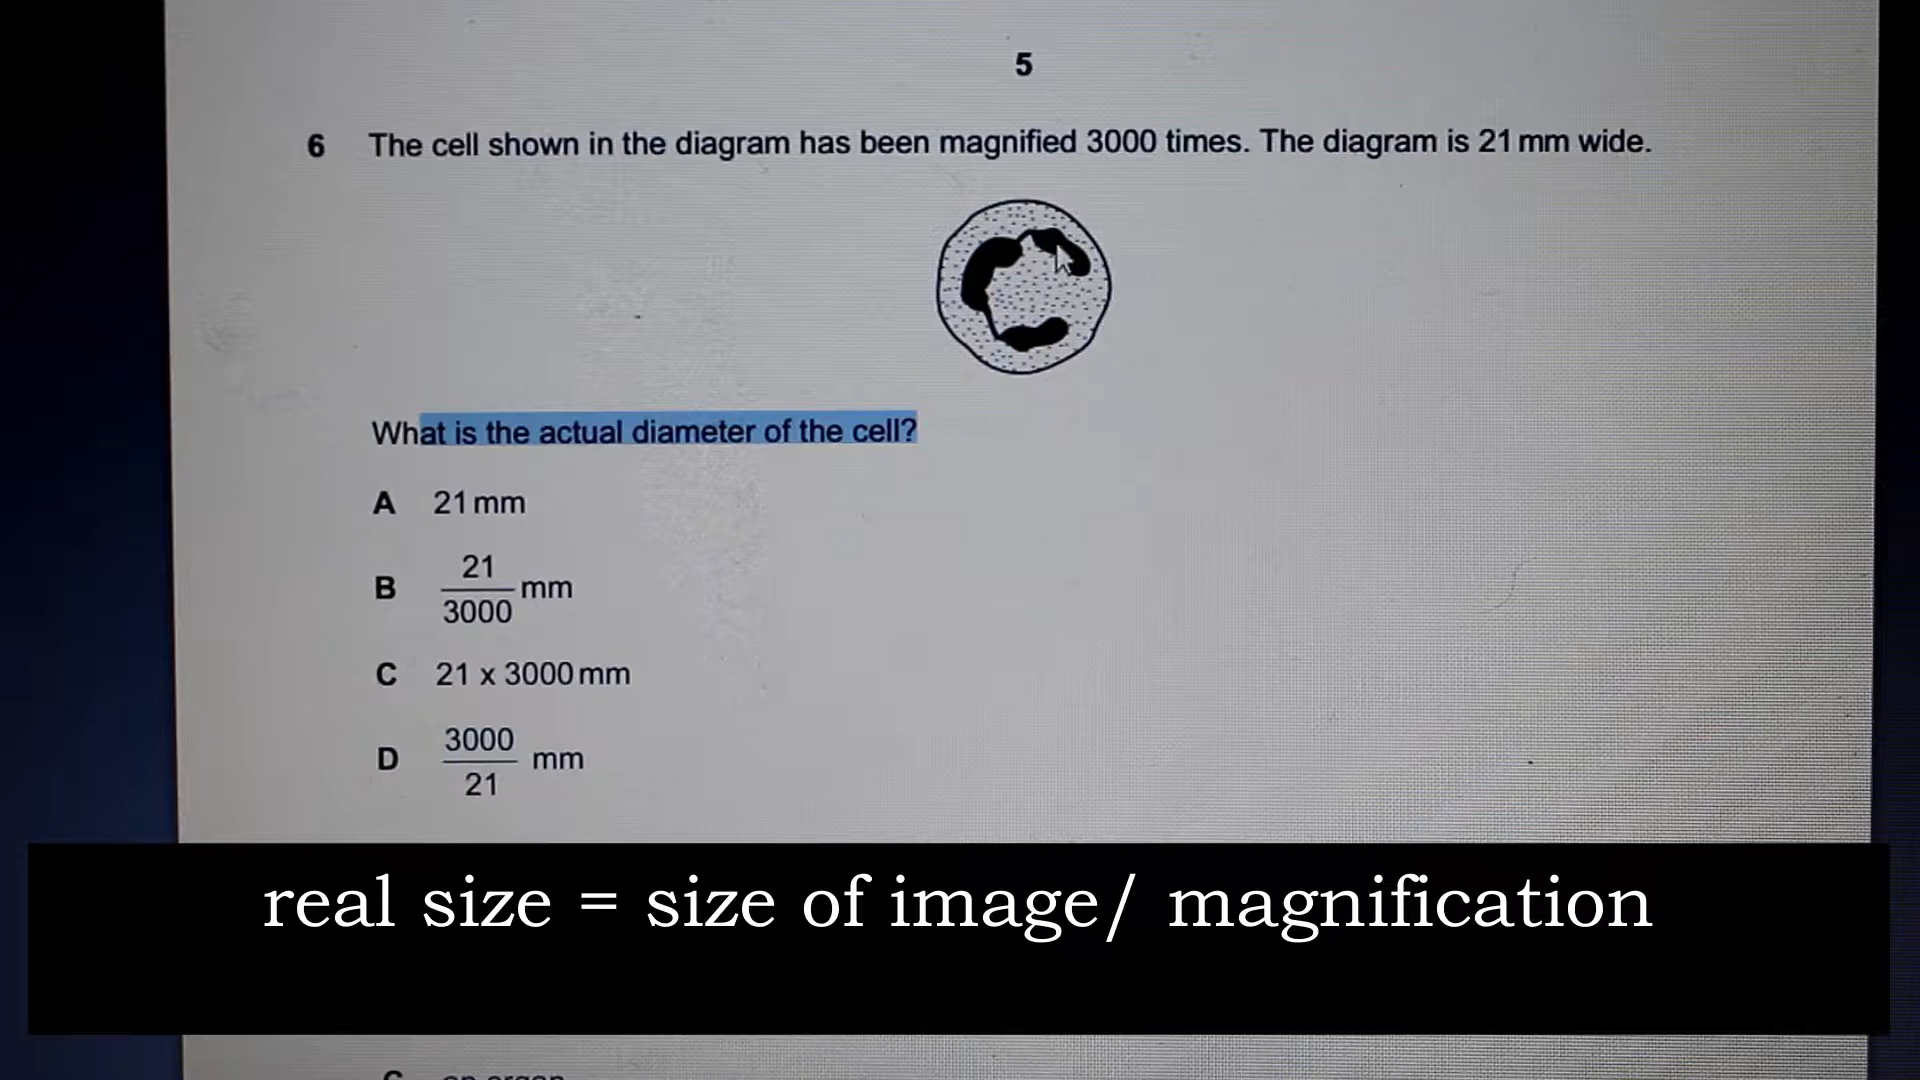 5
6 The cell shown in the diagram has been magnified 3000 times. The diagram is 21 mm wide.
What is the actual diameter of the cell?
A 21 mm
B 21/3000 mm
C 21 x 3000 mm
D 3000/21 mm
real size = size of image/ magnification